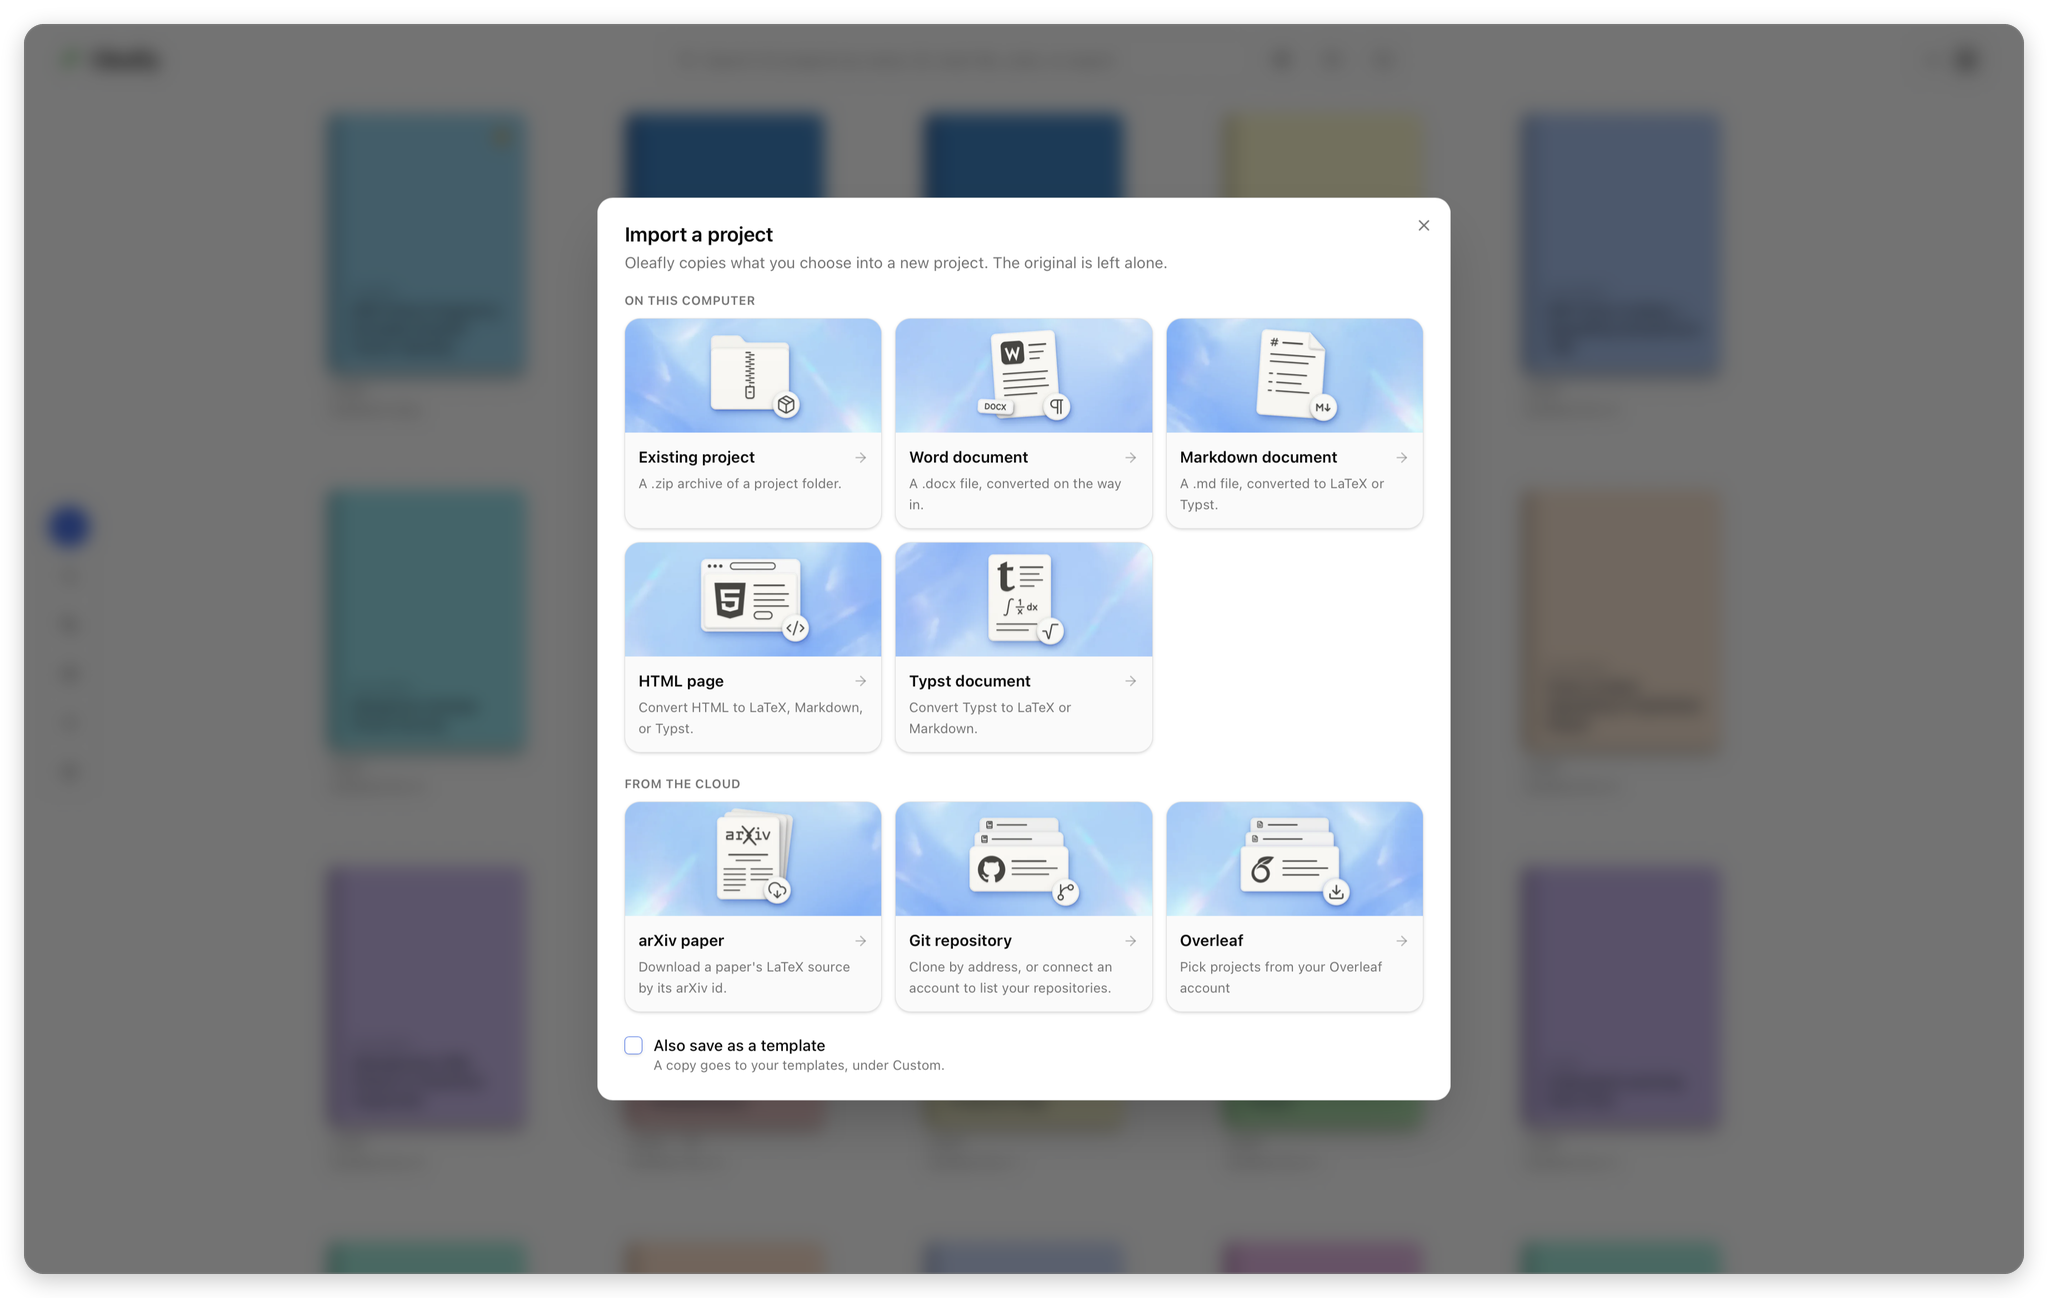 Import a project
Oleafly copies what you choose into a new project. The original is left alone.
ON THIS COMPUTER
W
DOCX
#
M↓
Existing project
A .zip archive of a project folder.
Word document
A .docx file, converted on the way
in.
Markdown document
A .md file, converted to LaTeX or
Typst.
5
</>
t
∫ 1/x dx
√
HTML page
Convert HTML to LaTeX, Markdown,
or Typst.
Typst document
Convert Typst to LaTeX or
Markdown.
FROM THE CLOUD
arXiv
arXiv paper
Download a paper's LaTeX source
by its arXiv id.
Git repository
Clone by address, or connect an
account to list your repositories.
Overleaf
Pick projects from your Overleaf
account
Also save as a template
A copy goes to your templates, under Custom.